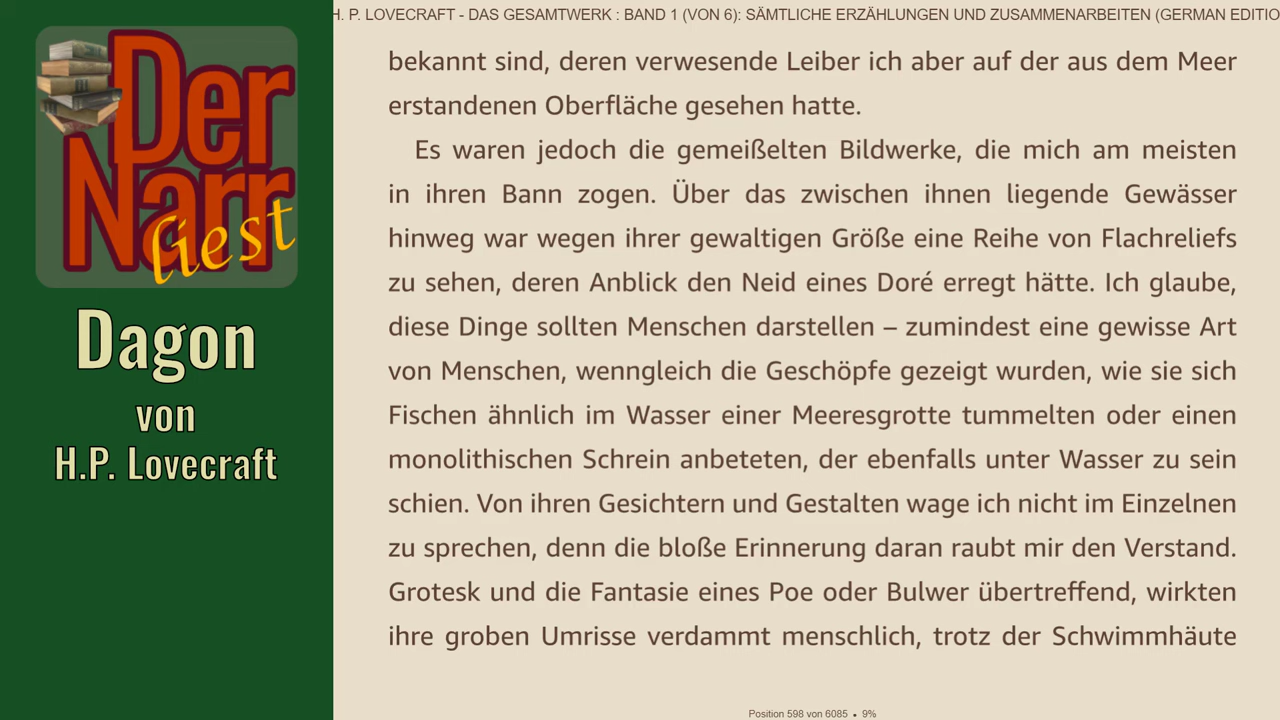 Der
Narr
liest
Dagon
von
H.P. Lovecraft
H. P. LOVECRAFT - DAS GESAMTWERK : BAND 1 (VON 6): SÄMTLICHE ERZÄHLUNGEN UND ZUSAMMENARBEITEN (GERMAN EDITIO
bekannt sind, deren verwesende Leiber ich aber auf der aus dem Meer
erstandenen Oberfläche gesehen hatte.
Es waren jedoch die gemeißelten Bildwerke, die mich am meisten
in ihren Bann zogen. Über das zwischen ihnen liegende Gewässer
hinweg war wegen ihrer gewaltigen Größe eine Reihe von Flachreliefs
zu sehen, deren Anblick den Neid eines Doré erregt hätte. Ich glaube,
diese Dinge sollten Menschen darstellen – zumindest eine gewisse Art
von Menschen, wenngleich die Geschöpfe gezeigt wurden, wie sie sich
Fischen ähnlich im Wasser einer Meeresgrotte tummelten oder einen
monolithischen Schrein anbeteten, der ebenfalls unter Wasser zu sein
schien. Von ihren Gesichtern und Gestalten wage ich nicht im Einzelnen
zu sprechen, denn die bloße Erinnerung daran raubt mir den Verstand.
Grotesk und die Fantasie eines Poe oder Bulwer übertreffend, wirkten
ihre groben Umrisse verdammt menschlich, trotz der Schwimmhäute
Position 598 von 6085 • 9%